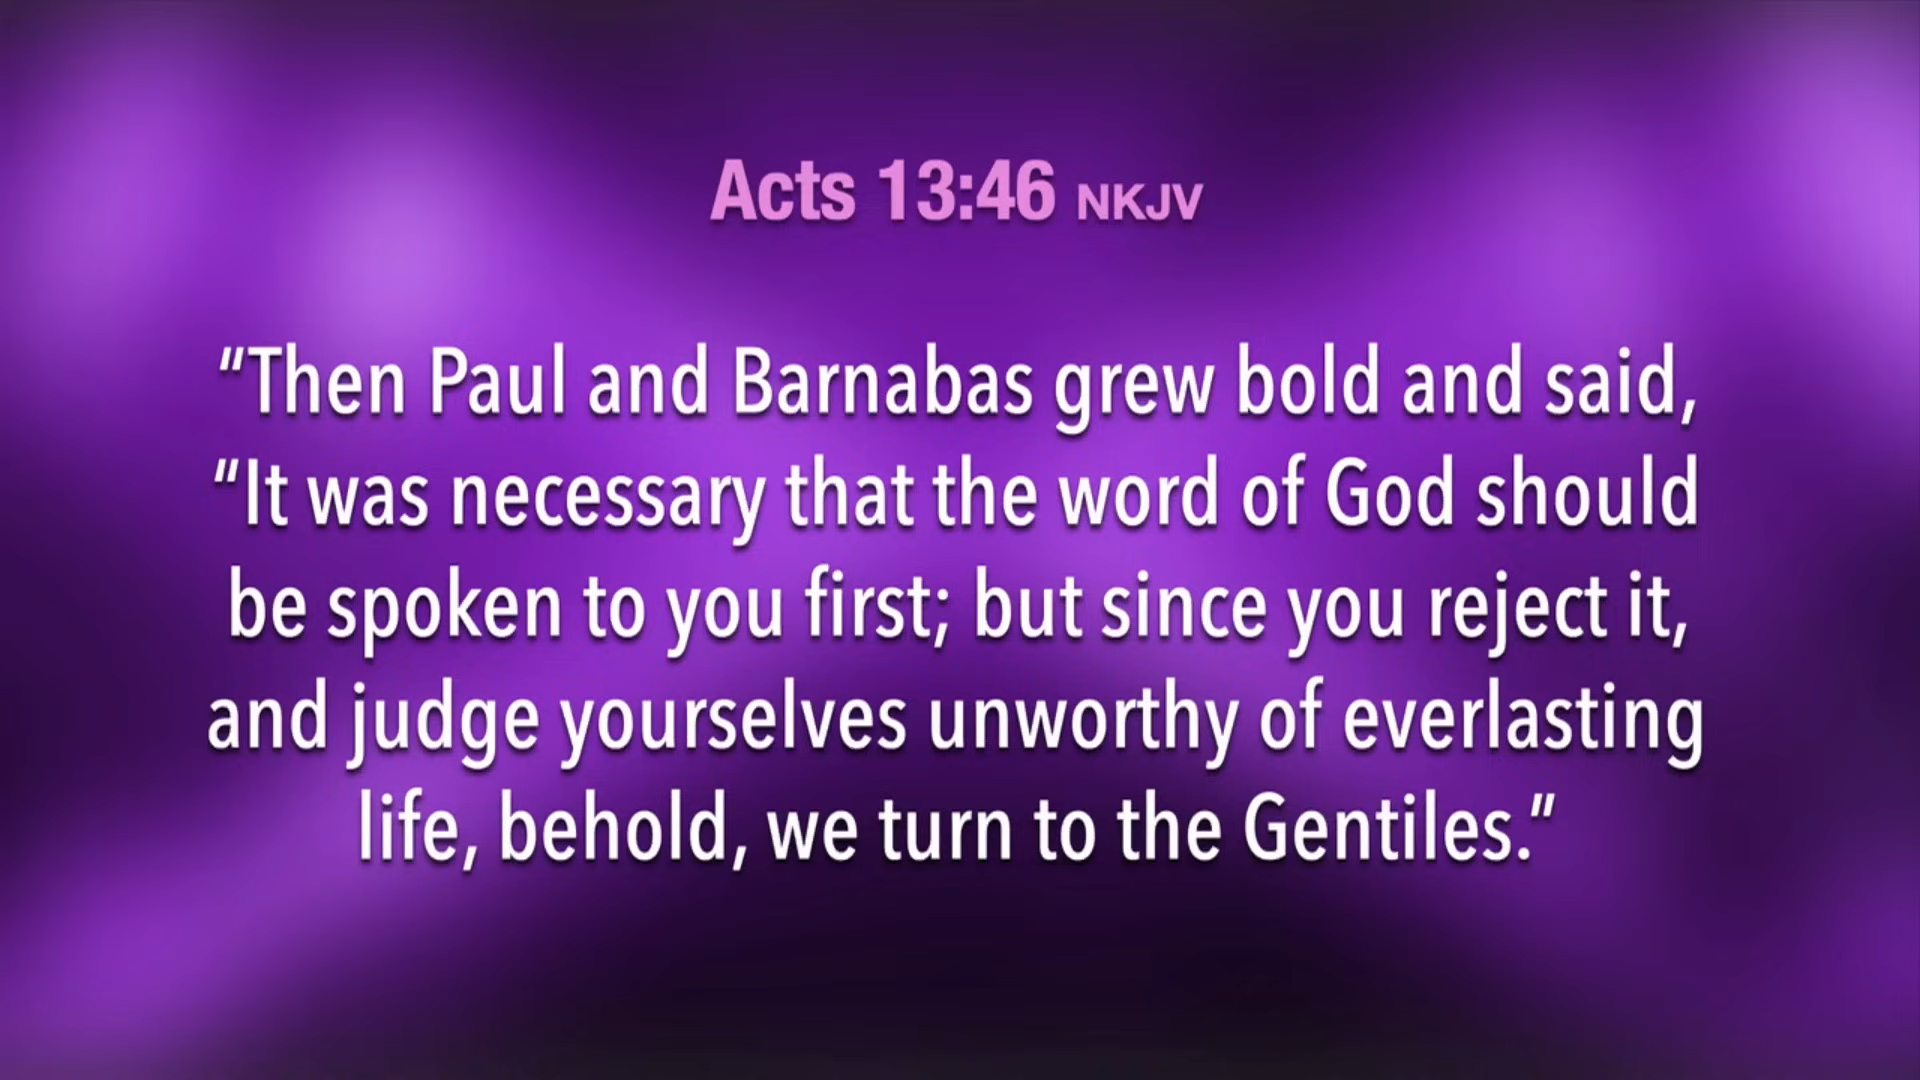 Acts 13:46 NKJV
“Then Paul and Barnabas grew bold and said,
“It was necessary that the word of God should
be spoken to you first; but since you reject it,
and judge yourselves unworthy of everlasting
life, behold, we turn to the Gentiles.”